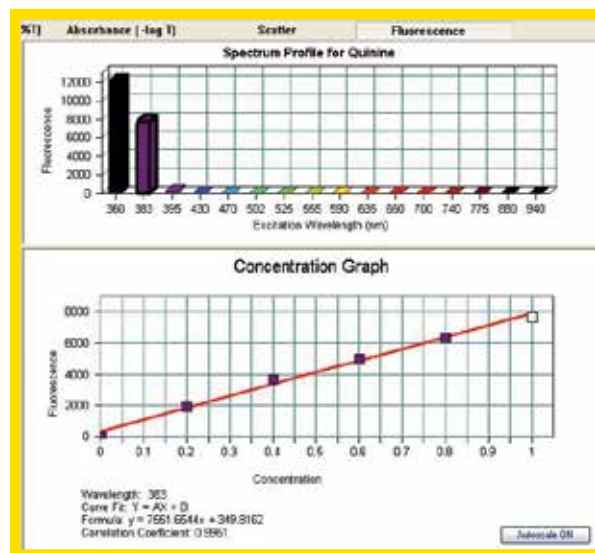 %T] Absorbance [-log T] Scatter Fluorescence
Spectrum Profile for Quinine
Fluorescence
12000
10000
8000
6000
4000
2000
0
360 383 395 430 470 502 525 555 590 635 660 700 740 775 880 940
Excitation Wavelength (nm)
Concentration Graph
Fluorescence
8000
6000
4000
2000
0
0 0.1 0.2 0.3 0.4 0.5 0.6 0.7 0.8 0.9 1
Concentration
Wavelength: 383
Curve Fit: Y = AX + B
Formula: y = 7551.6544x + 349.8162
Correlation Coefficient: 0.9961
Autoscale ON